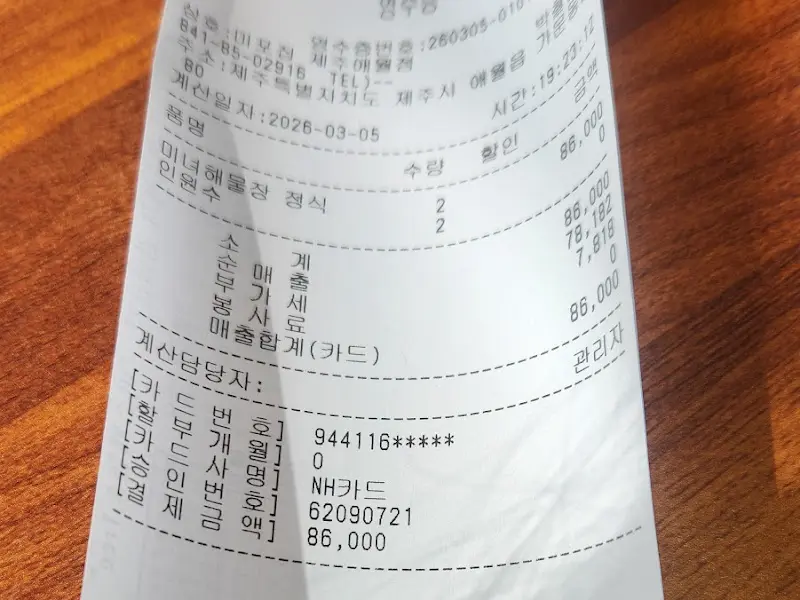 영수증
상호:미모점 제주애월점 영수증번호:260305-010
841-85-02916 TEL)--
주소:제주특별자치도 제주시 애월읍
80
계산일자:2026-03-05 시간:19:23:12
품명 수량 할인 금액
미녀해물장 정식 2 86,000
인원수 2 0
소 계 86,000
순 매 출 78,182
부 가 세 7,818
봉 사 료 0
매출합계(카드) 86,000
계산담당자: 관리자
[카 드 번 호] 944116*****
[할 부 개 월] 0
[카 드 사 명] NH카드
[승 인 번 호] 62090721
[결 제 금 액] 86,000